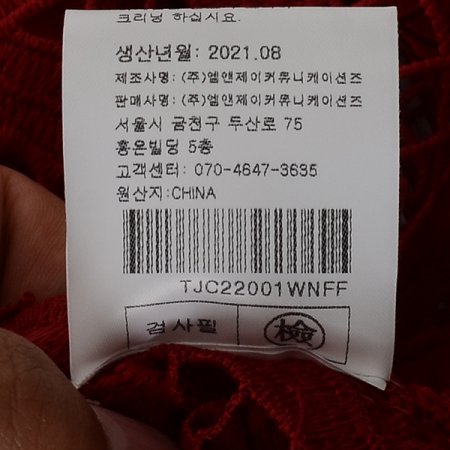 크리닝 하십시요.
생산년월: 2021.08
제조사명: (주)엠앤제이커뮤니케이션즈
판매사명: (주)엠앤제이커뮤니케이션즈
서울시 금천구 두산로 75
홍은빌딩 5층
고객센터: 070-4647-3635
원산지:CHINA
TJC22001WNFF
검사필 檢